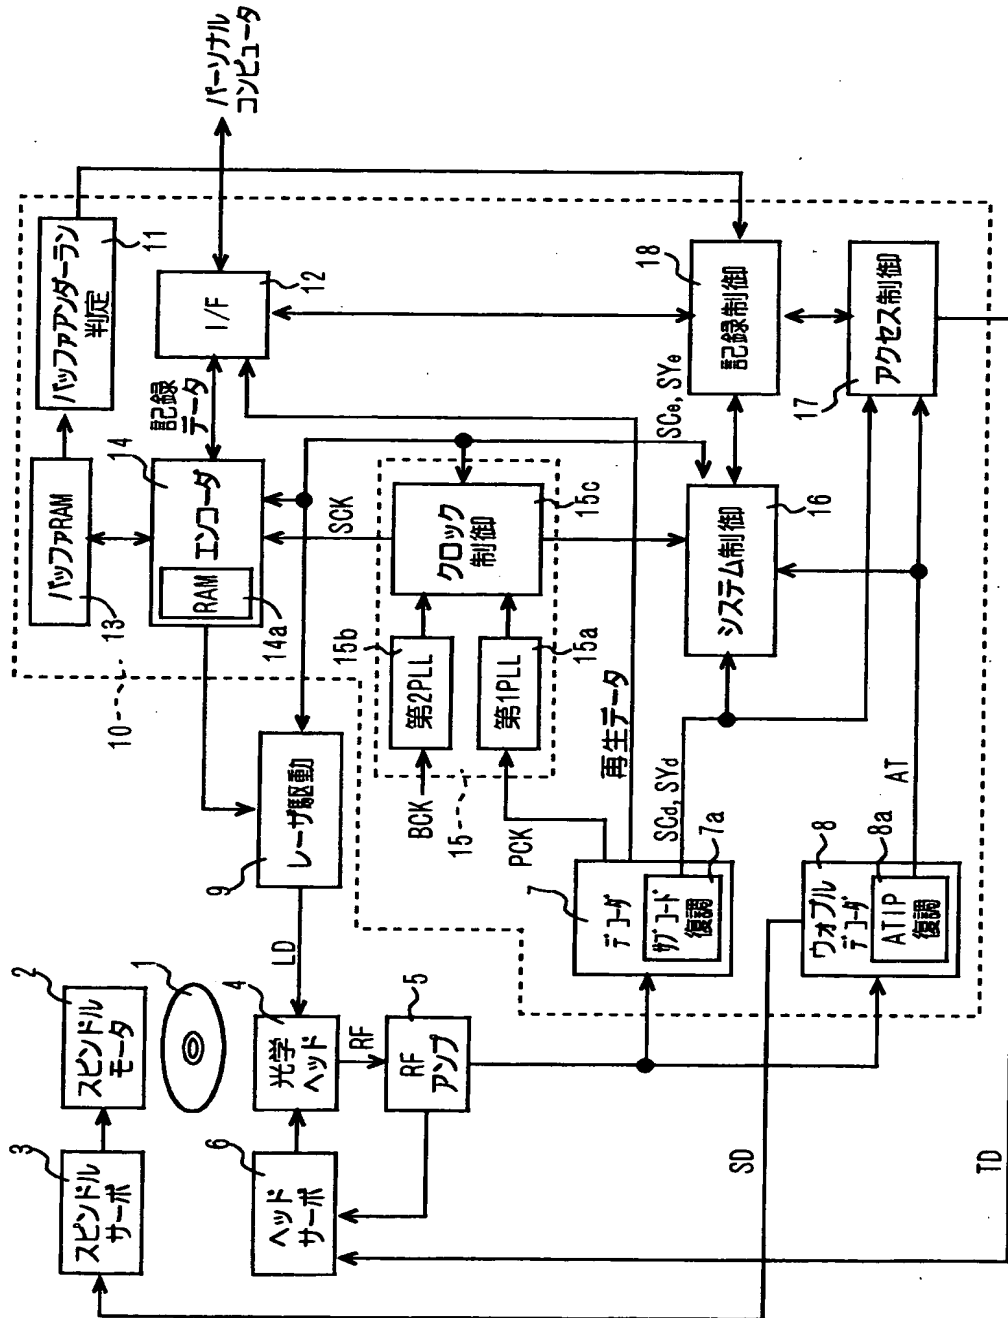 3
スピンドル
サーボ
2
スピンドル
モータ
1
6
ヘッド
サーボ
4
光学
ヘッド
LD
RF
5
RF
アンプ
9
レーザ駆動
10
13
バッファRAM
バッファアンダーラン
判定
11
14
エンコーダ
RAM
14a
記録
データ
I/F
12
パーソナル
コンピュータ
SCK
15
BCK
第2PLL
15b
PCK
第1PLL
15a
クロック
制御
15c
7
デコーダ
サブコード
復調
7a
再生データ
SCd, SYd
システム制御
16
SCe, SYe
記録制御
18
アクセス制御
17
ウォブル
デコーダ
8
ATIP
復調
8a
AT
SD
TD